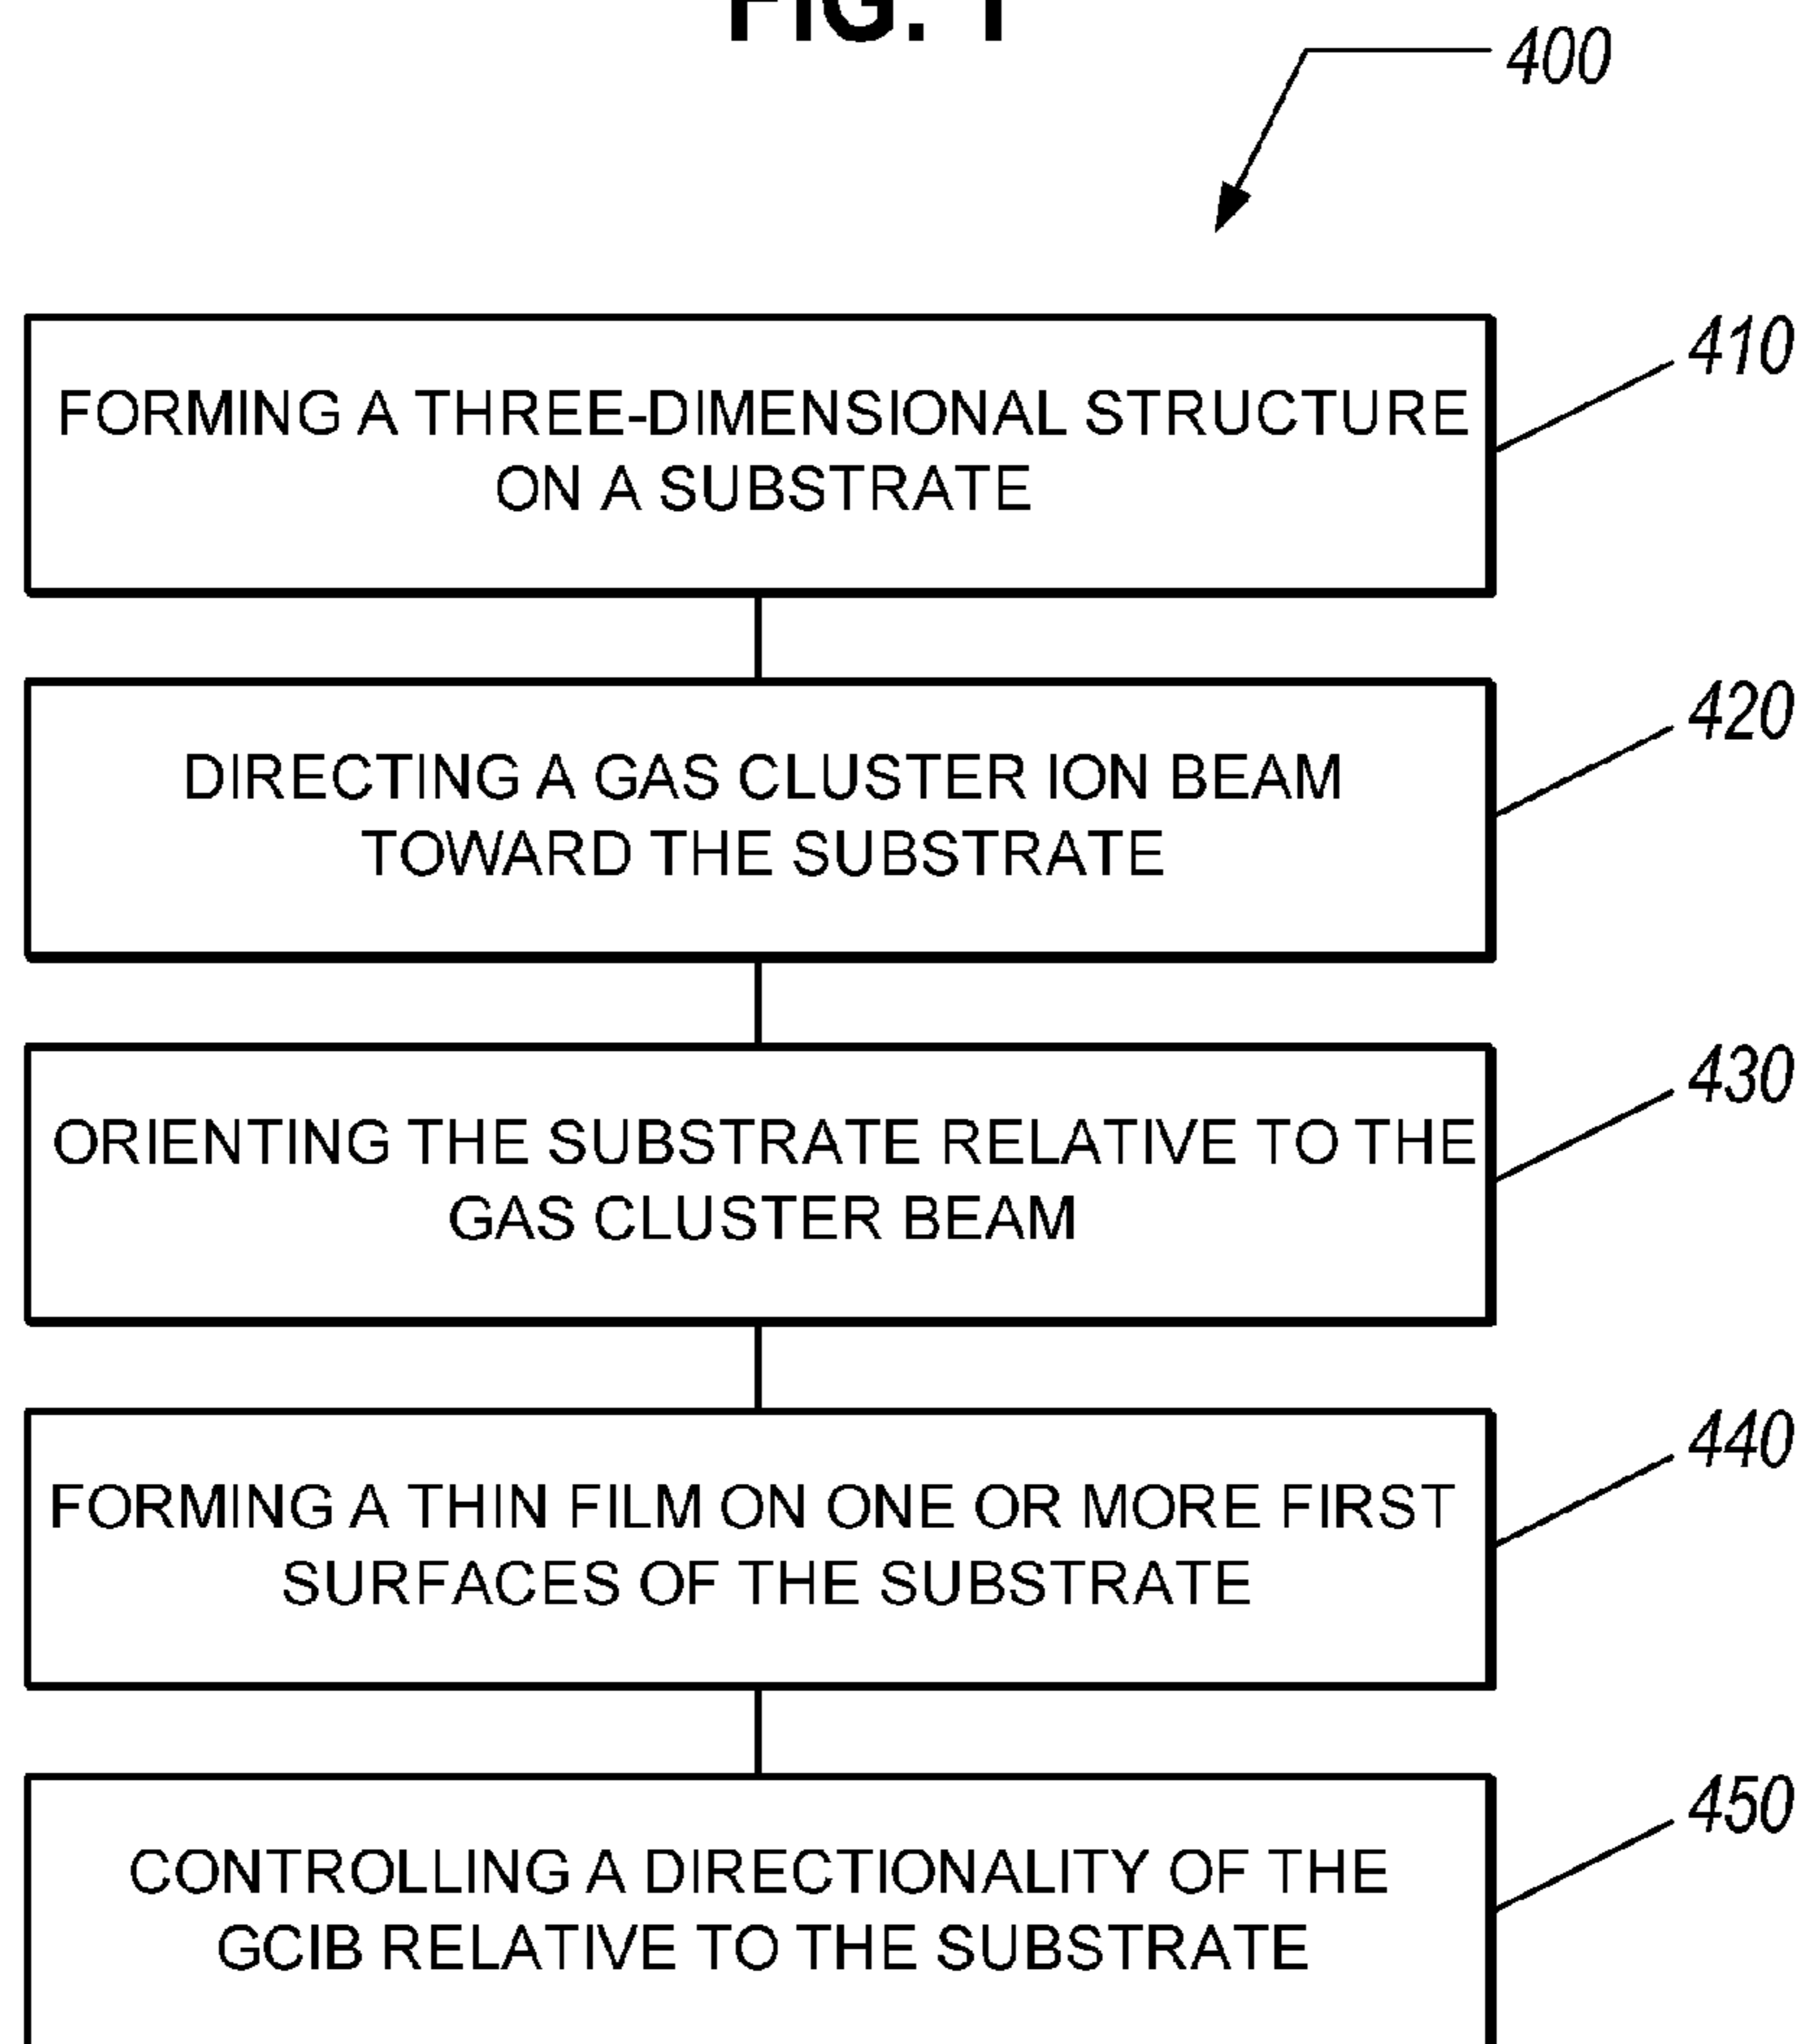 FIG. 1
400
FORMING A THREE-DIMENSIONAL STRUCTURE
ON A SUBSTRATE
410
DIRECTING A GAS CLUSTER ION BEAM
TOWARD THE SUBSTRATE
420
ORIENTING THE SUBSTRATE RELATIVE TO THE
GAS CLUSTER BEAM
430
FORMING A THIN FILM ON ONE OR MORE FIRST
SURFACES OF THE SUBSTRATE
440
CONTROLLING A DIRECTIONALITY OF THE
GCIB RELATIVE TO THE SUBSTRATE
450